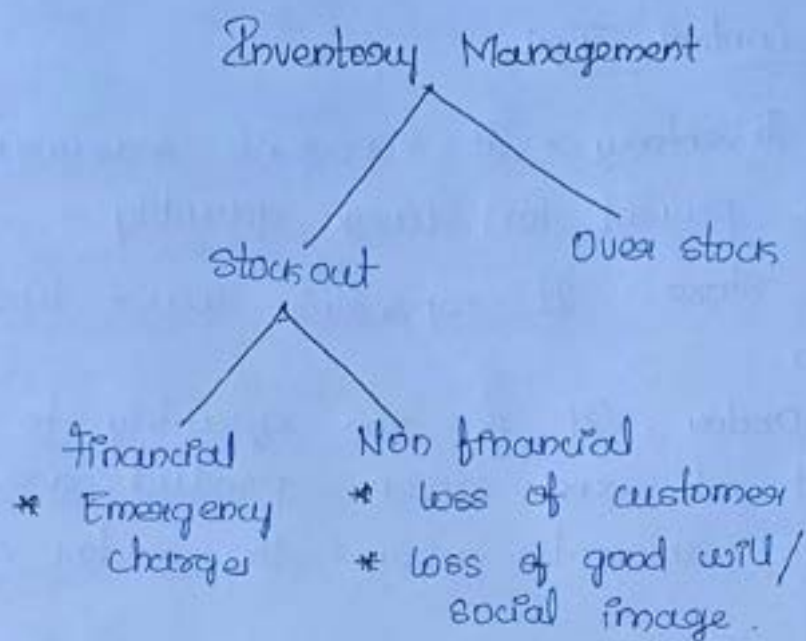 Inventory Management
Stock out
Over stock
Financial
* Emergency
charges
Non financial
* Loss of customer
* Loss of good will/
social image.